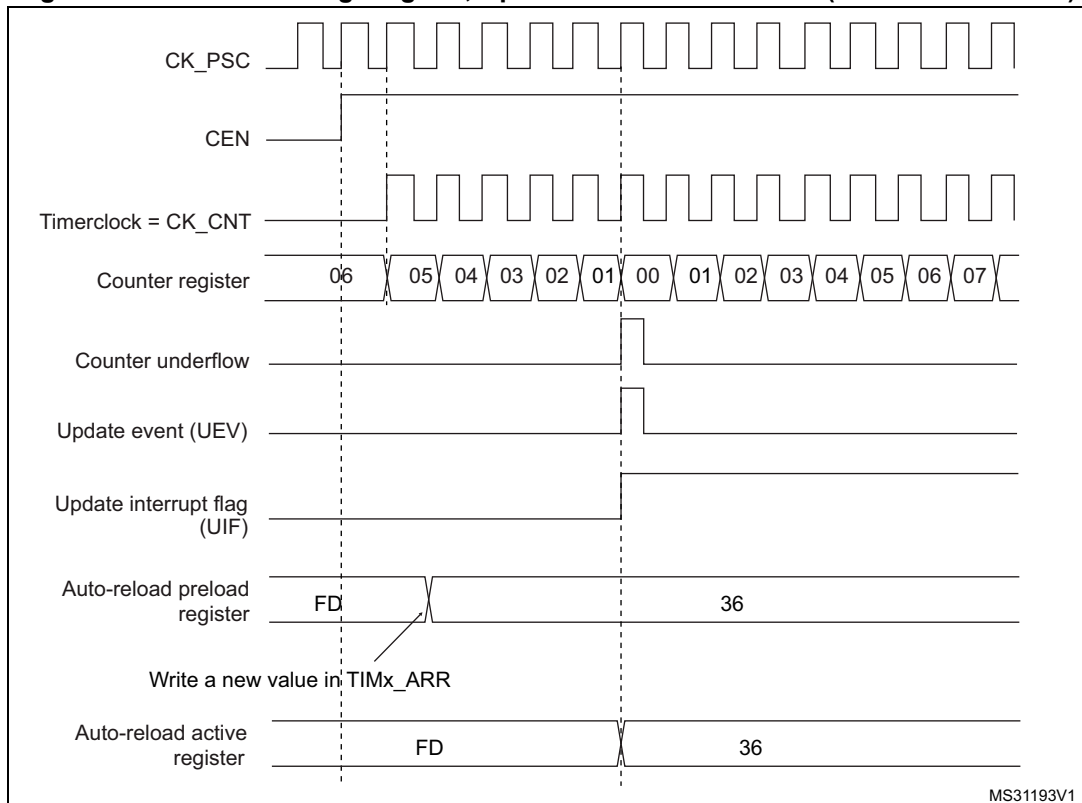 CK_PSC
CEN
Timerclock = CK_CNT
Counter register 06 05 04 03 02 01 00 01 02 03 04 05 06 07
Counter underflow
Update event (UEV)
Update interrupt flag
(UIF)
Auto-reload preload
register
FD 36
Write a new value in TIMx_ARR
Auto-reload active
register
FD 36
MS31193V1